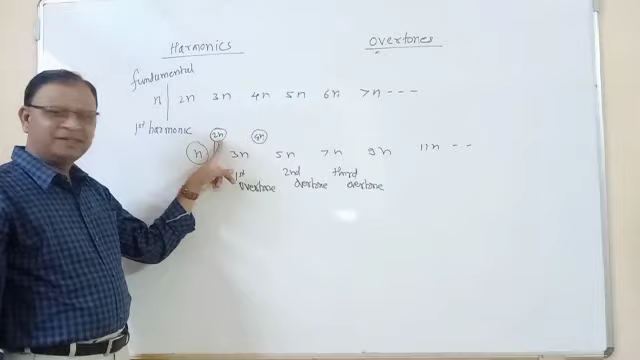 Harmonics Overtones
fundamental
n 2n 3n 4n 5n 6n 7n ---
1st harmonic 2n 4n
n 3n 5n 7n 9n 11n --
1st 2nd third
overtone overtone overtone